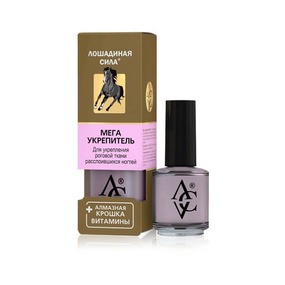 ЛОШАДИНАЯ
СИЛА®
МЕГА
УКРЕПИТЕЛЬ
Для укрепления
роговой ткани
расслоившихся ногтей
+ АЛМАЗНАЯ
КРОШКА
ВИТАМИНЫ